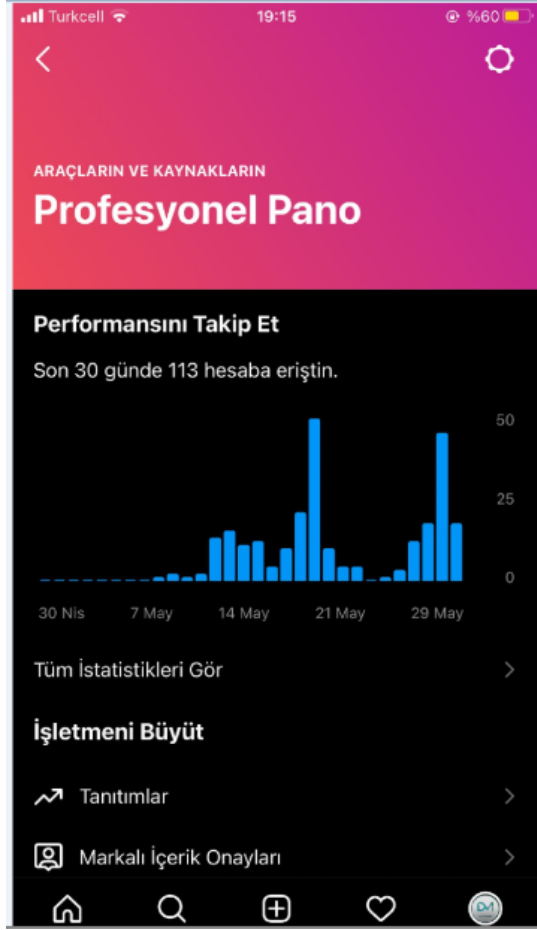 Turkcell 19:15 %60
ARAÇLARIN VE KAYNAKLARIN
Profesyonel Pano
Performansını Takip Et
Son 30 günde 113 hesaba eriştin.
50
25
0
30 Nis 7 May 14 May 21 May 29 May
Tüm İstatistikleri Gör
İşletmeni Büyüt
Tanıtımlar
Markalı İçerik Onayları